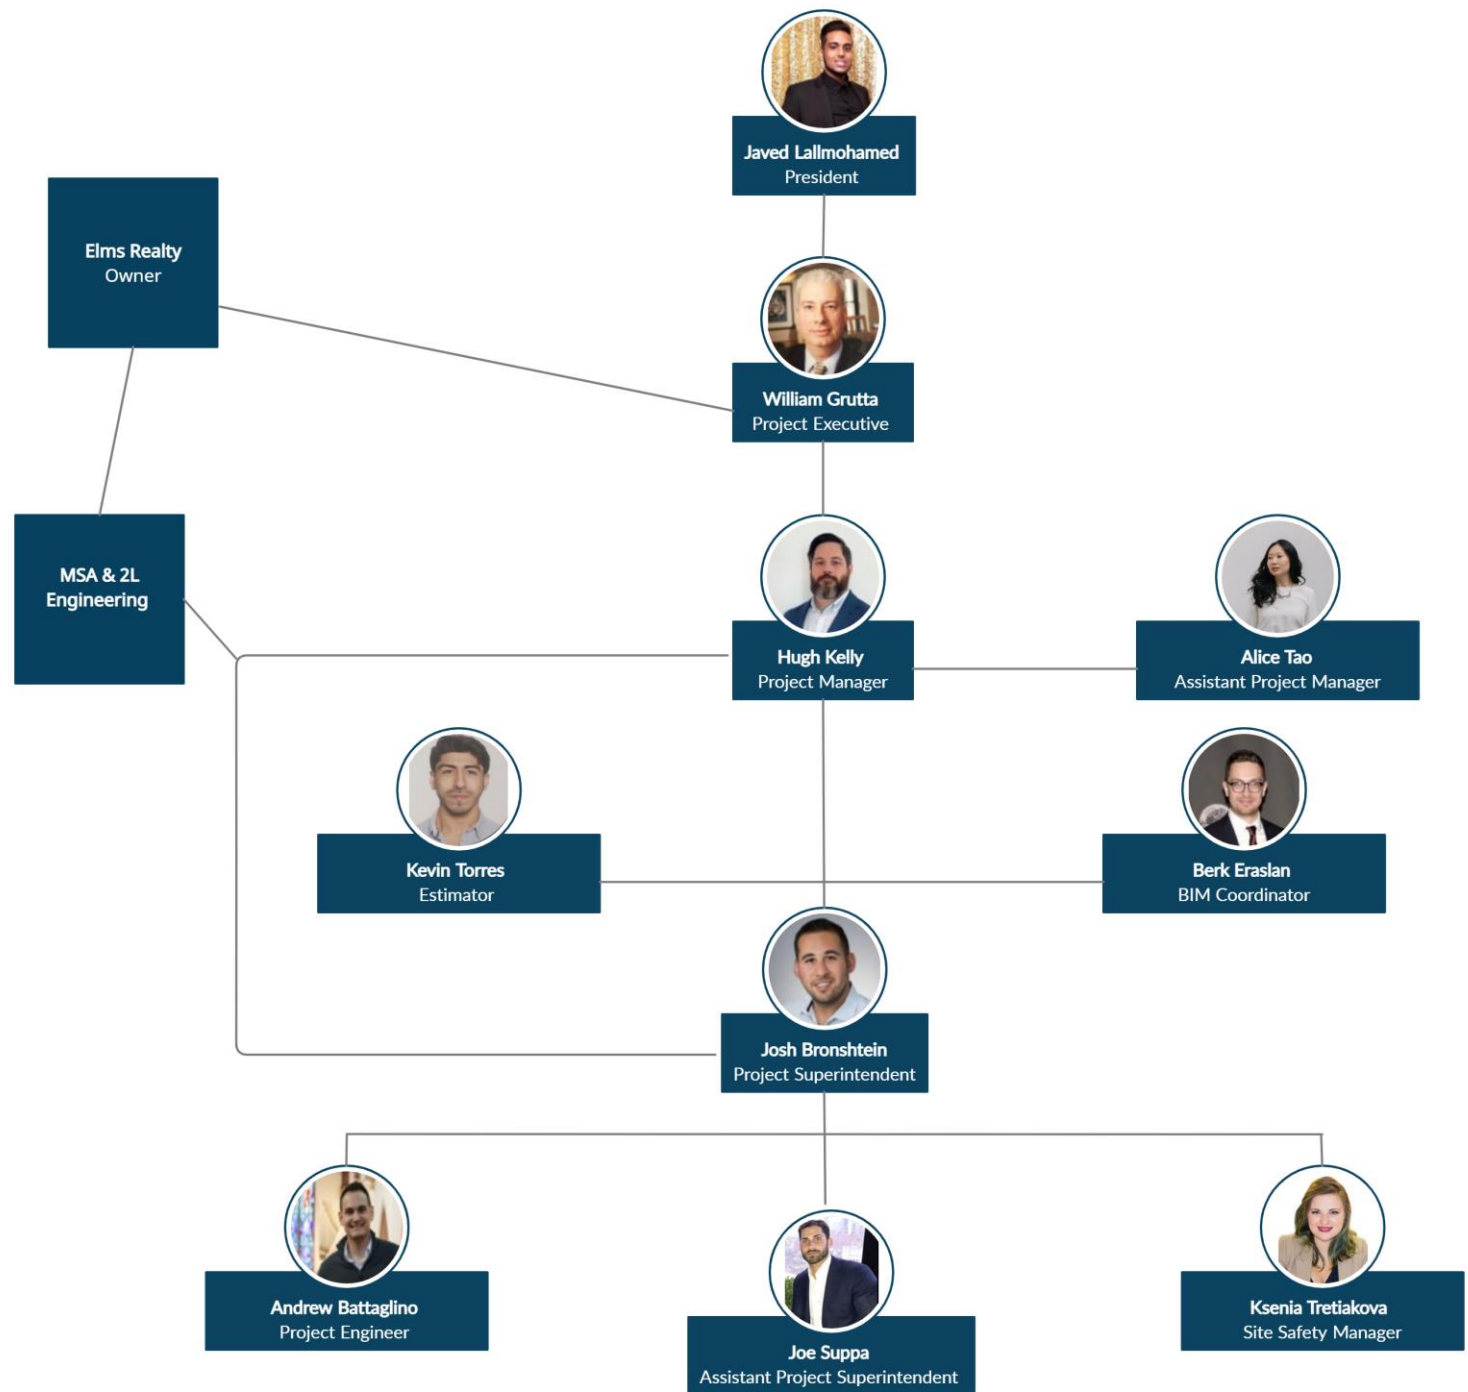 Javed Lallmohamed
President
Elms Realty
Owner
William Grutta
Project Executive
MSA & 2L
Engineering
Hugh Kelly
Project Manager
Alice Tao
Assistant Project Manager
Kevin Torres
Estimator
Berk Eraslan
BIM Coordinator
Josh Bronshtein
Project Superintendent
Andrew Battaglino
Project Engineer
Joe Suppa
Assistant Project Superintendent
Ksenia Tretiakova
Site Safety Manager